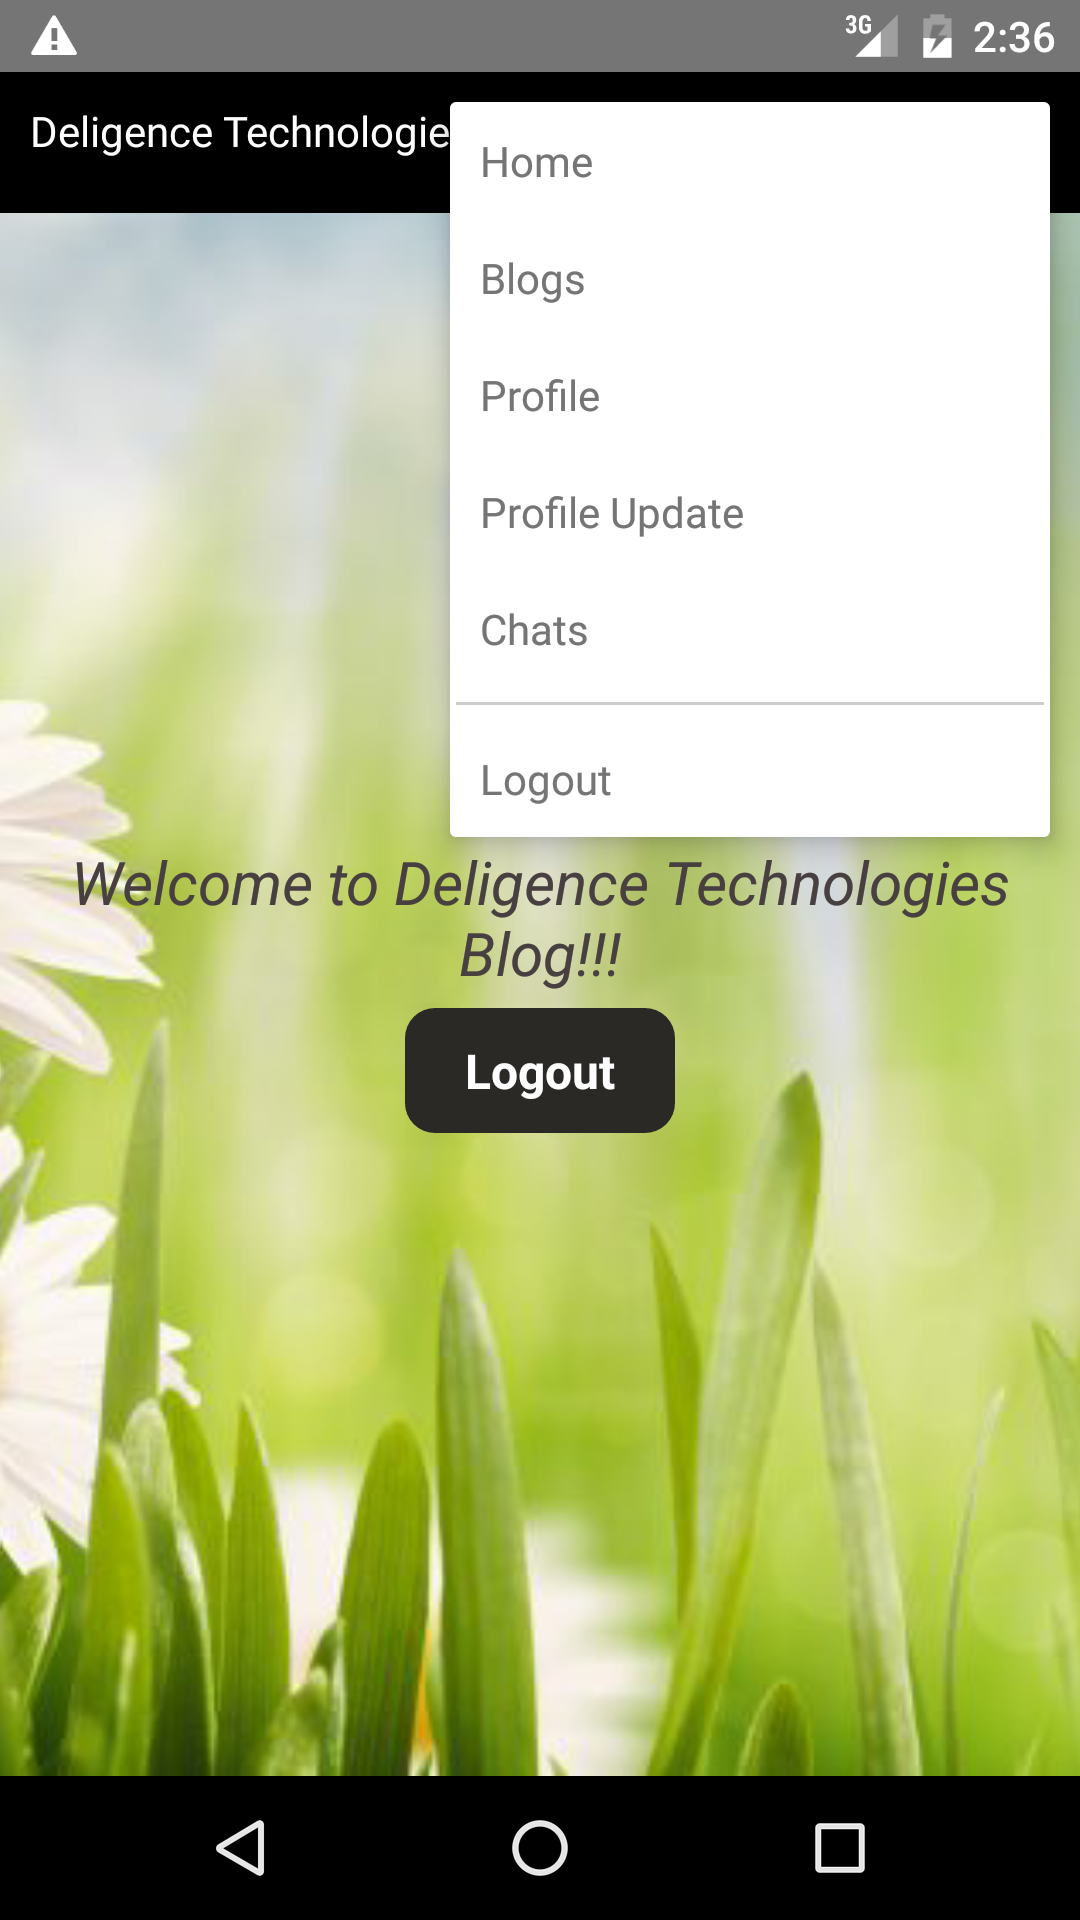 3G 2:36
Deligence Technologie
Home
Blogs
Profile
Profile Update
Chats
Logout
Welcome to Deligence Technologies
Blog!!!
Logout